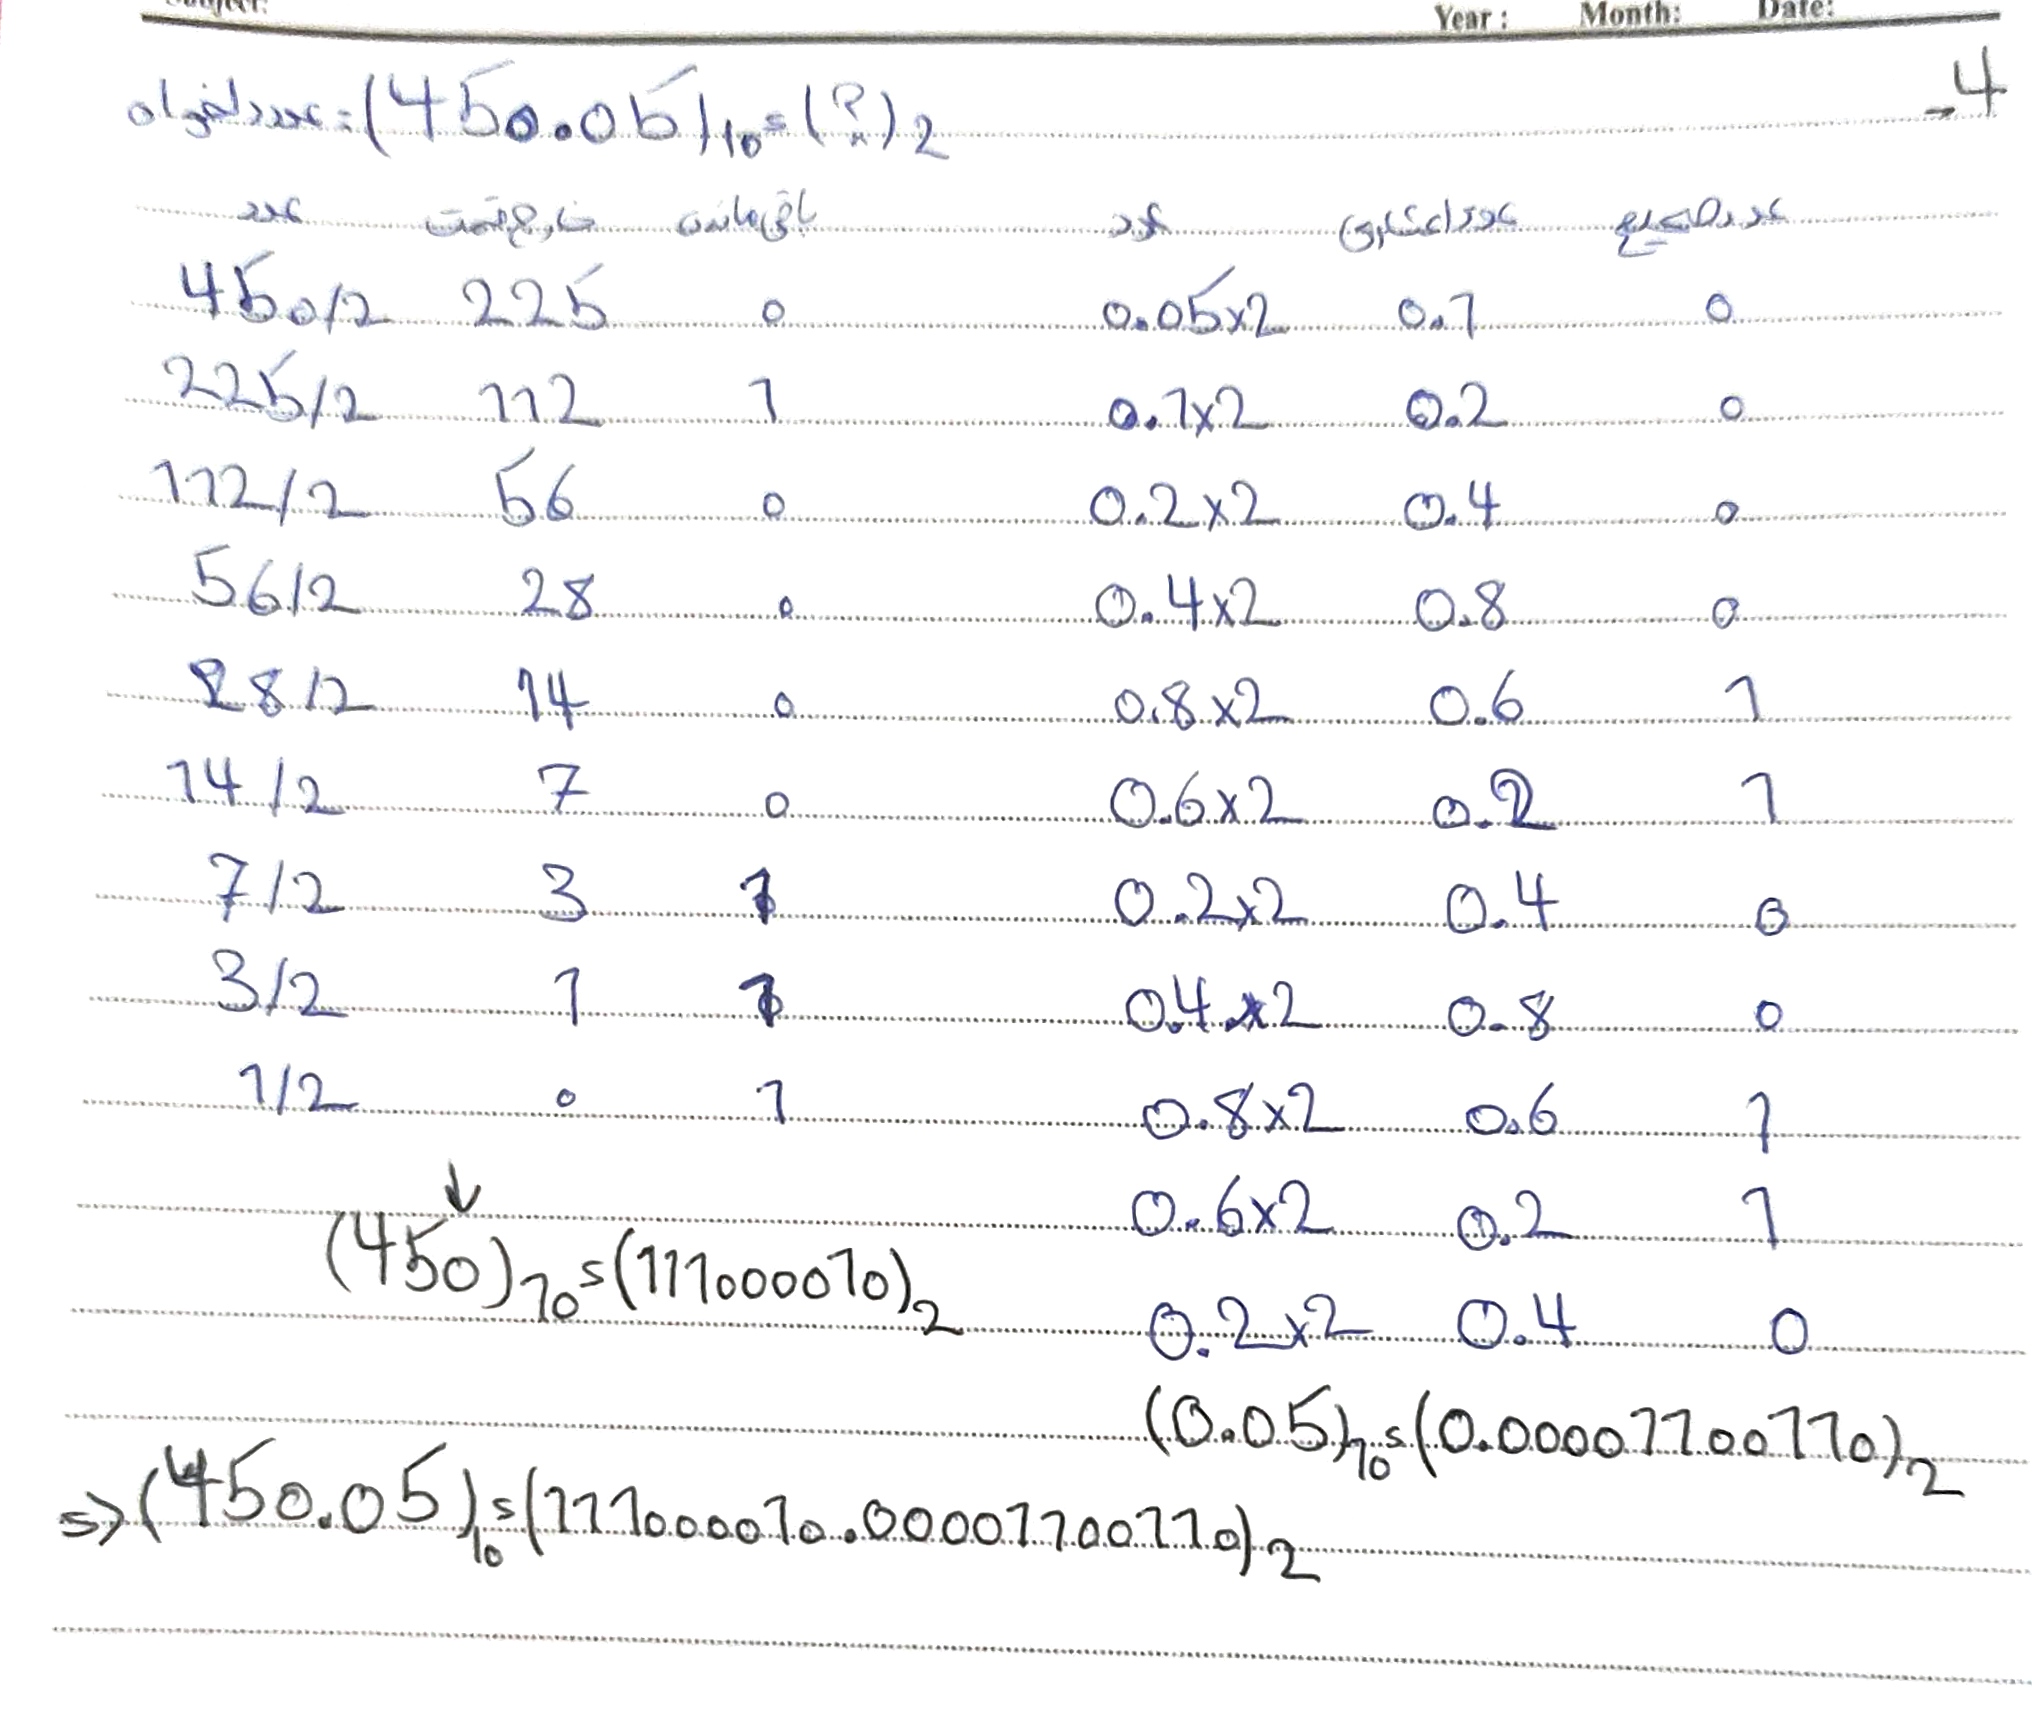 Subject: Year: Month: Date:
-4
عدد دلخواه: (450.05)10 = (?)2
عدد خارج قسمت باقی مانده عدد عدد اعشاری عدد صحیح
450/2 225 0 0.05x2 0.1 0
225/2 112 1 0.1x2 0.2 0
112/2 56 0 0.2x2 0.4 0
56/2 28 0 0.4x2 0.8 0
28/2 14 0 0.8x2 0.6 1
14/2 7 0 0.6x2 0.2 1
7/2 3 1 0.2x2 0.4 0
3/2 1 1 0.4x2 0.8 0
1/2 0 1 0.8x2 0.6 1
↓ 0.6x2 0.2 1
(450)10 = (111000010)2 0.2x2 0.4 0
(0.05)10 = (0.00001100110)2
=> (450.05)10 = (111000010.00001100110)2